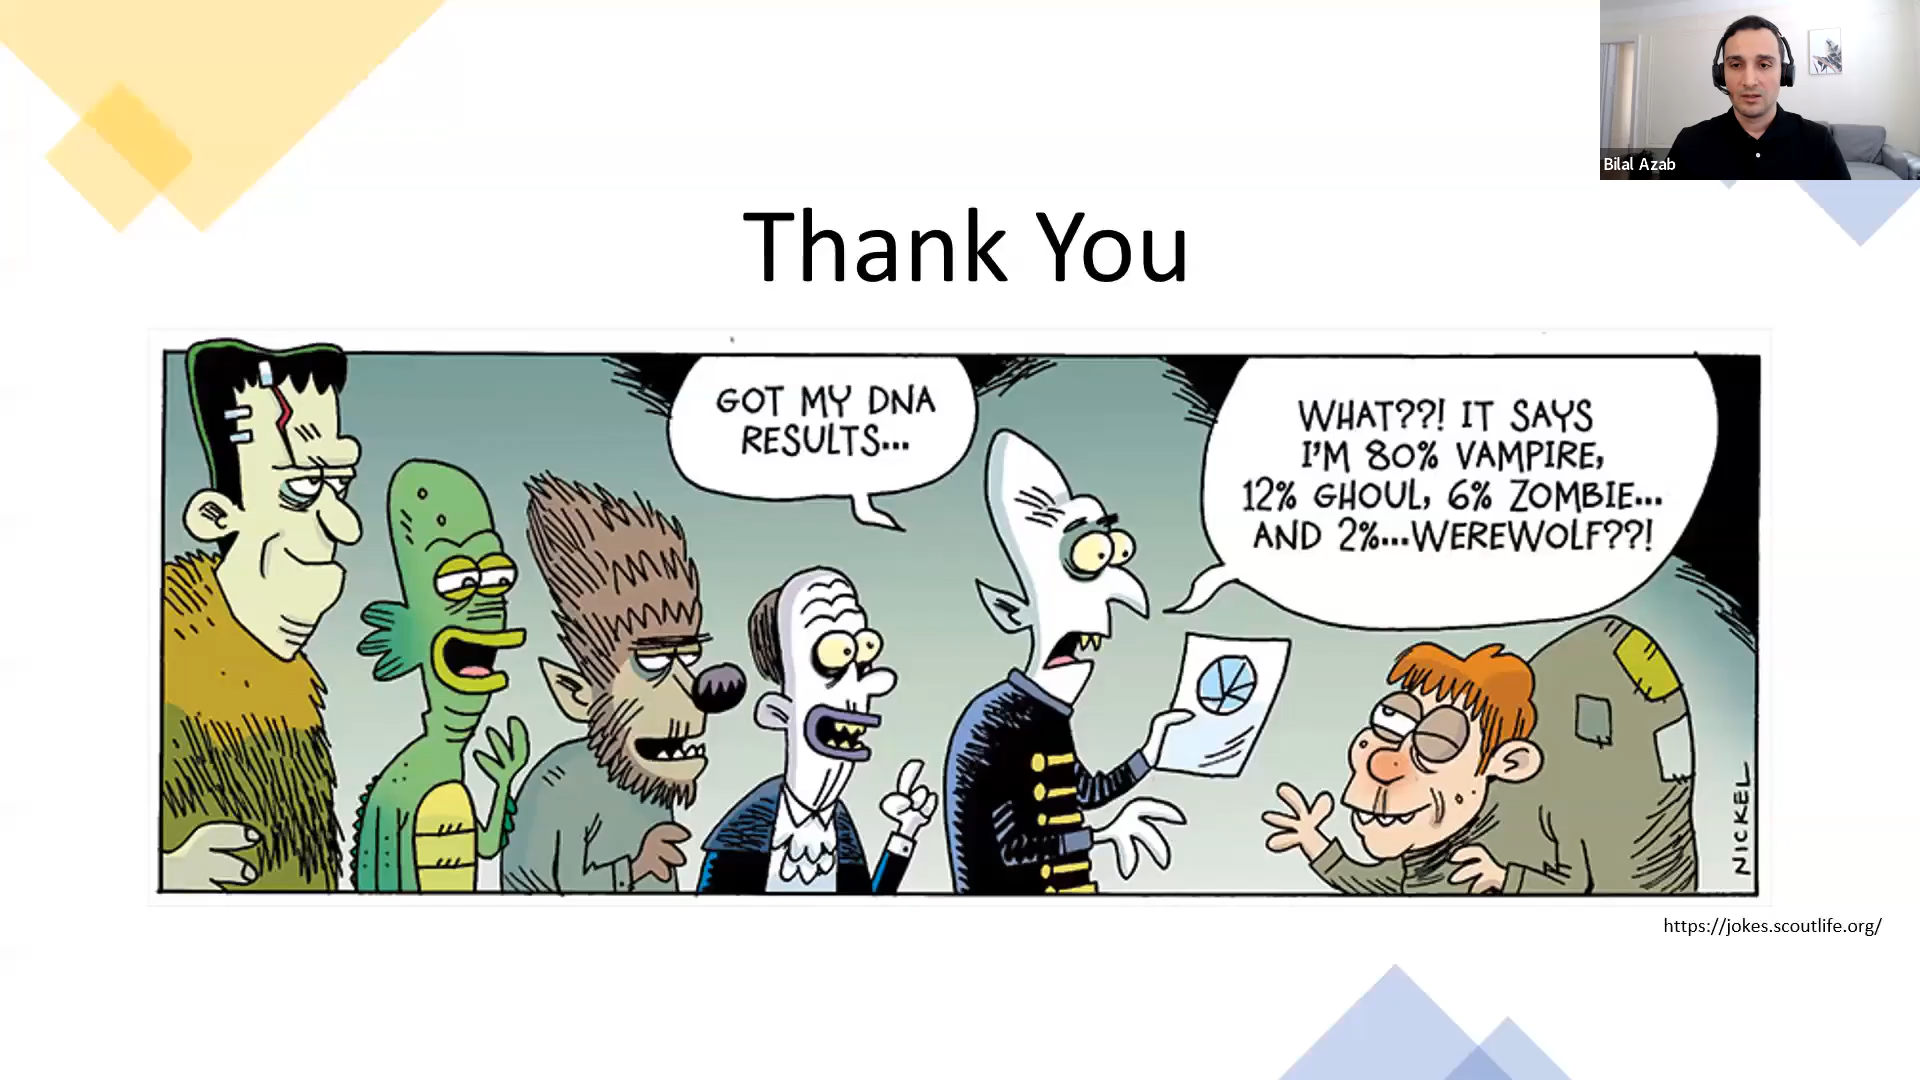 Bilal Azab
Thank You
GOT MY DNA
RESULTS...
WHAT??! IT SAYS
I'M 80% VAMPIRE,
12% GHOUL, 6% ZOMBIE...
AND 2%...WEREWOLF??!
NICKEL
https://jokes.scoutlife.org/